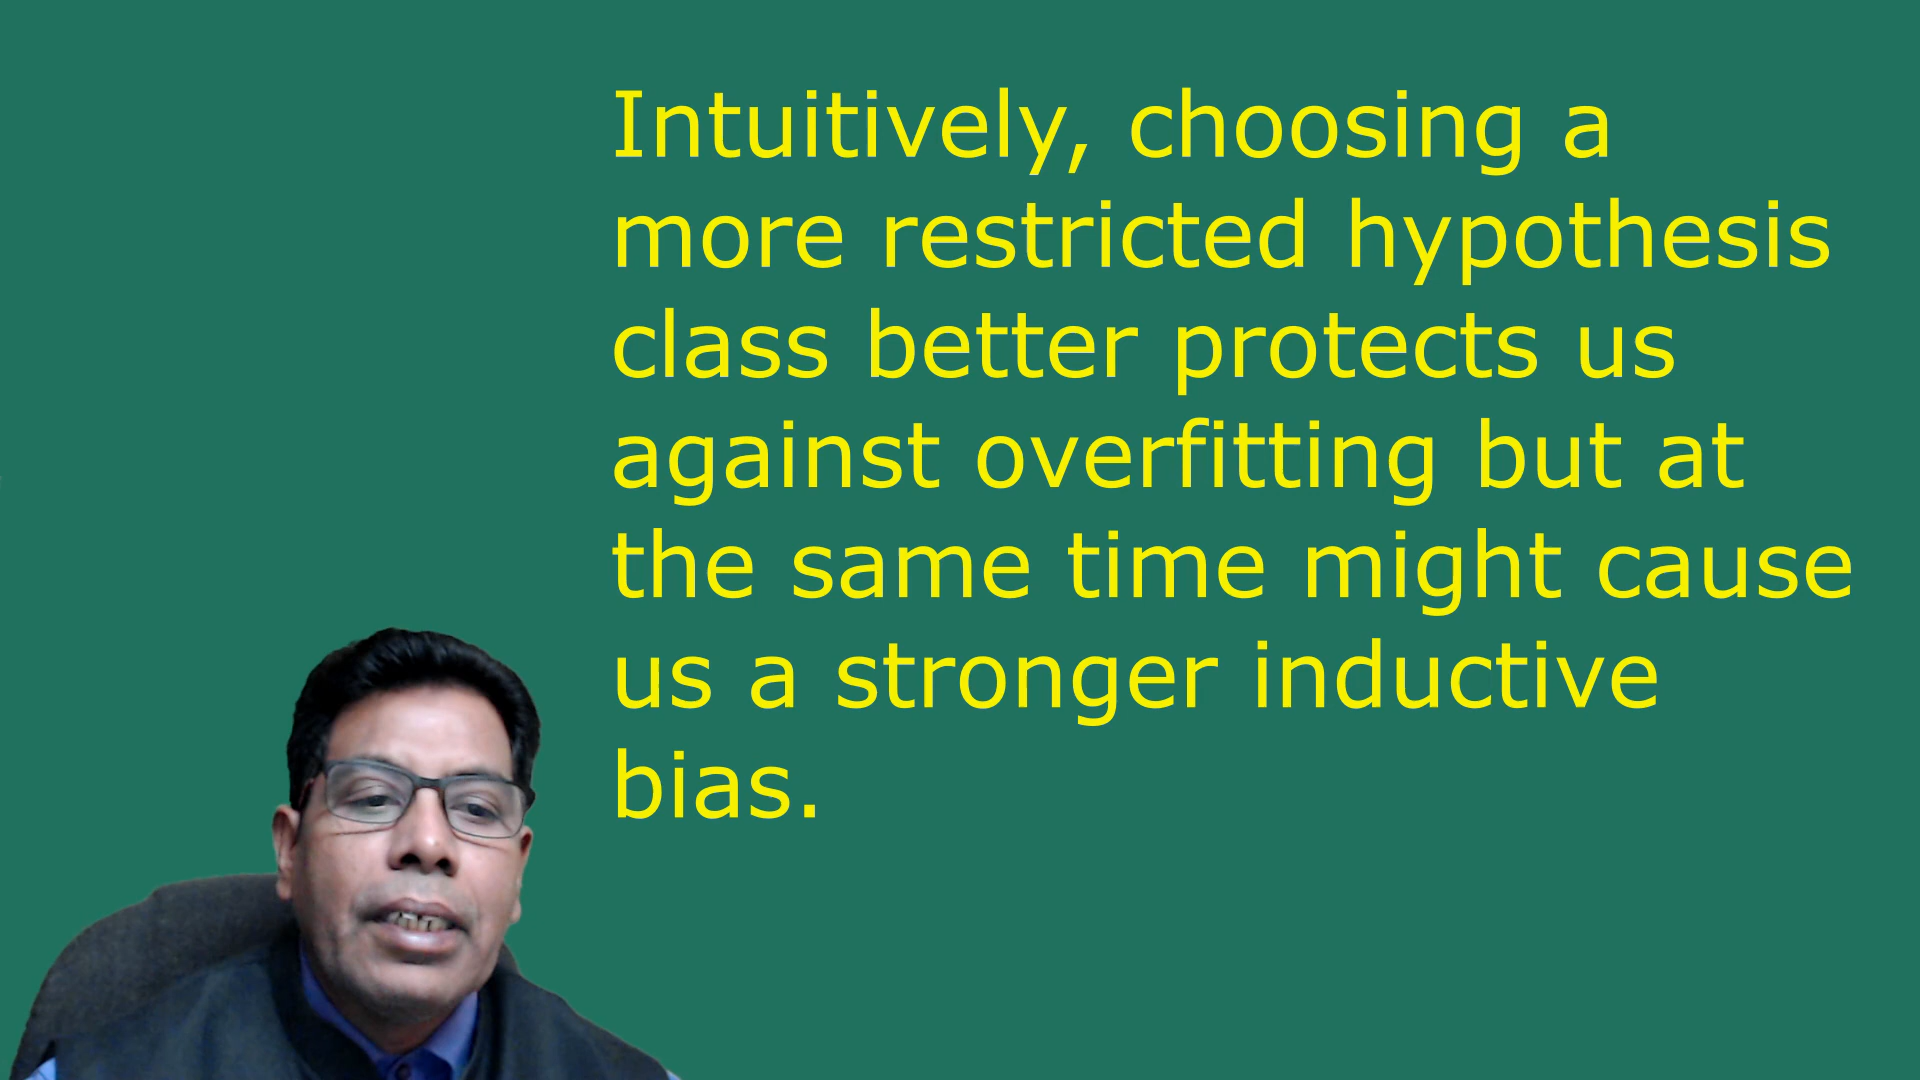 Intuitively, choosing a
more restricted hypothesis
class better protects us
against overfitting but at
the same time might cause
us a stronger inductive
bias.